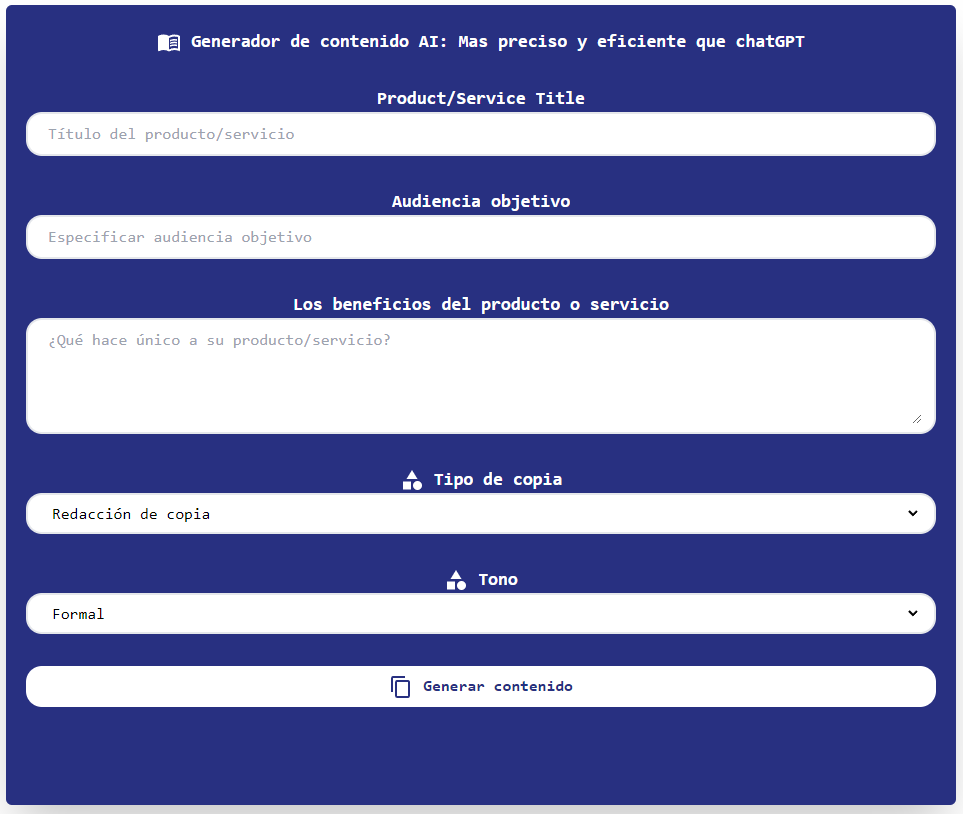 Generador de contenido AI: Mas preciso y eficiente que chatGPT
Product/Service Title
Título del producto/servicio
Audiencia objetivo
Especificar audiencia objetivo
Los beneficios del producto o servicio
¿Qué hace único a su producto/servicio?
Tipo de copia
Redacción de copia
Tono
Formal
Generar contenido